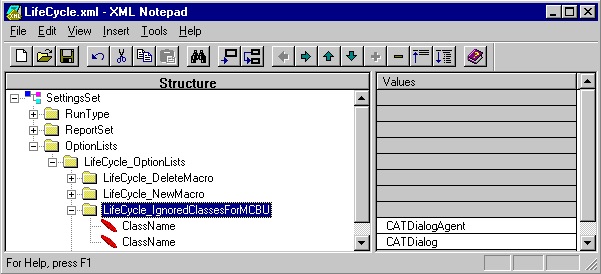 LifeCycle.xml - XML Notepad
File Edit View Insert Tools Help
Structure
Values
SettingsSet
RunType
ReportSet
OptionLists
LifeCycle_OptionLists
LifeCycle_DeleteMacro
LifeCycle_NewMacro
LifeCycle_IgnoredClassesForMCBU
ClassName
CATDialogAgent
ClassName
CATDialog
For Help, press F1